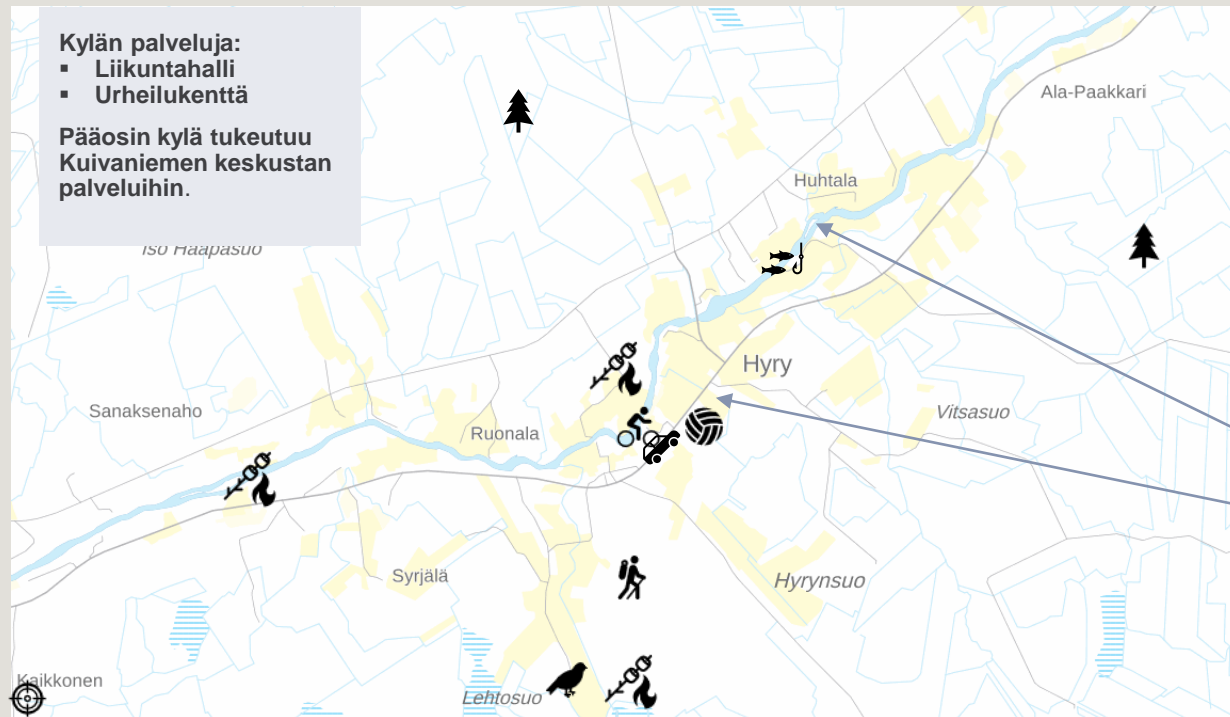 Kylän palveluja:
▪ Liikuntahalli
▪ Urheilukenttä
Pääosin kylä tukeutuu
Kuivaniemen keskustan
palveluihin.
Iso Haapasuo
Ala-Paakkari
Huhtala
Hyry
Sanaksenaho
Ruonala
Vitsasuo
Syrjälä
Hyrynsuo
Kaikkonen
Lehtosuo